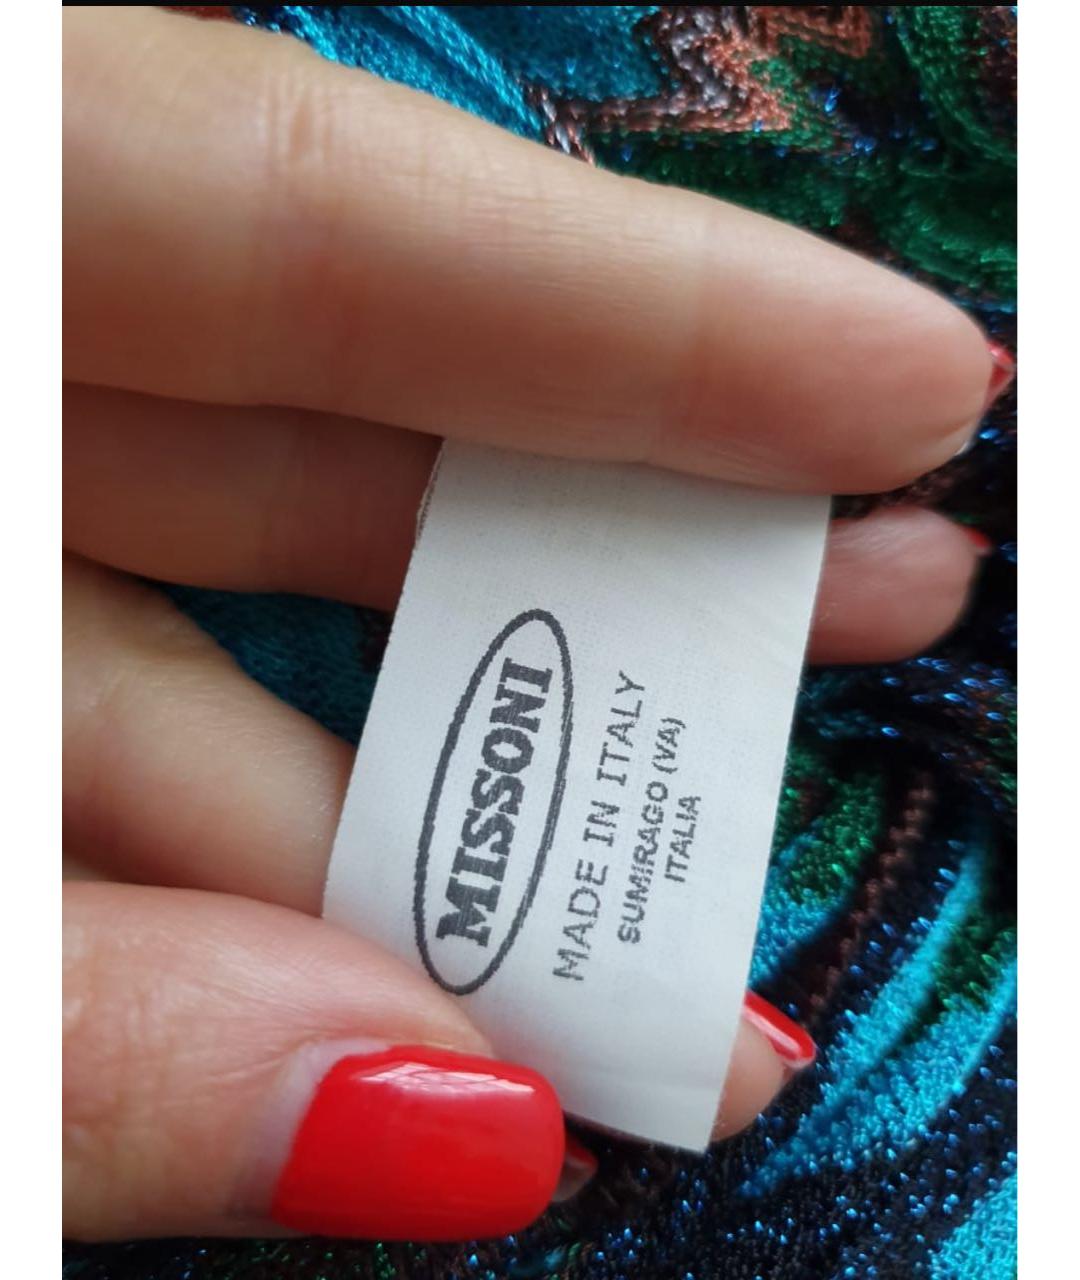 MISSONI
MADE IN ITALY
SUMIRAGO (VA)
ITALIA